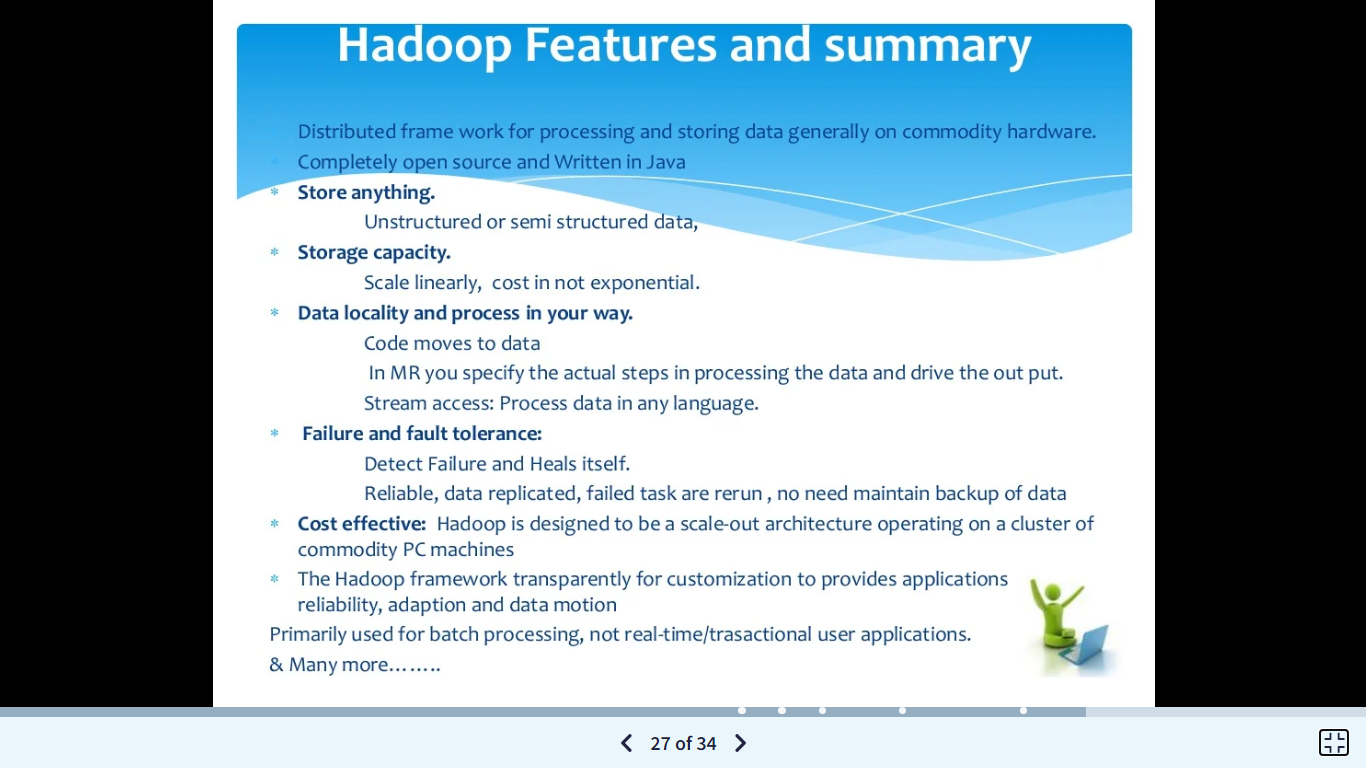 Hadoop Features and summary
Distributed frame work for processing and storing data generally on commodity hardware.
* Completely open source and Written in Java
* Store anything.
Unstructured or semi structured data,
* Storage capacity.
Scale linearly, cost in not exponential.
* Data locality and process in your way.
Code moves to data
In MR you specify the actual steps in processing the data and drive the out put.
Stream access: Process data in any language.
* Failure and fault tolerance:
Detect Failure and Heals itself.
Reliable, data replicated, failed task are rerun , no need maintain backup of data
* Cost effective: Hadoop is designed to be a scale-out architecture operating on a cluster of
commodity PC machines
* The Hadoop framework transparently for customization to provides applications
reliability, adaption and data motion
Primarily used for batch processing, not real-time/trasactional user applications.
& Many more……..
27 of 34